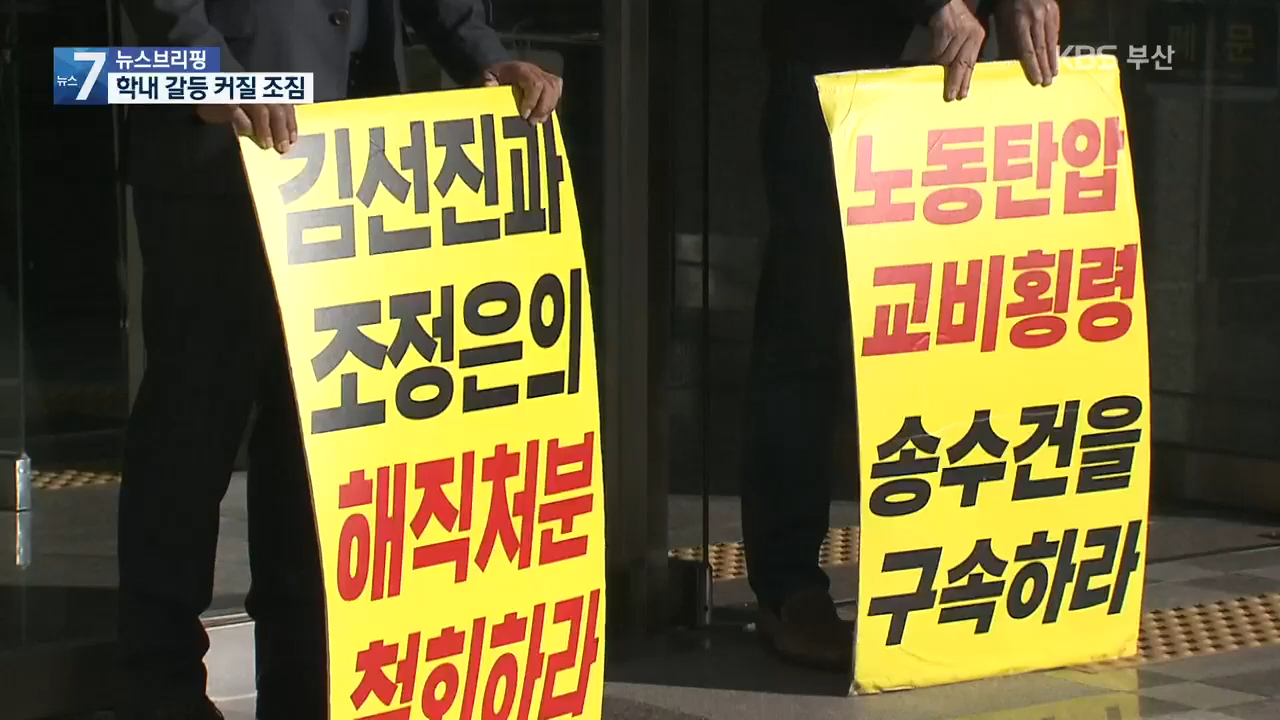 뉴스브리핑
뉴스 7
학내 갈등 커질 조짐
KBS 부산
김선진과
조정은의
해직처분
철회하라
노동탄압
교비횡령
송수건을
구속하라